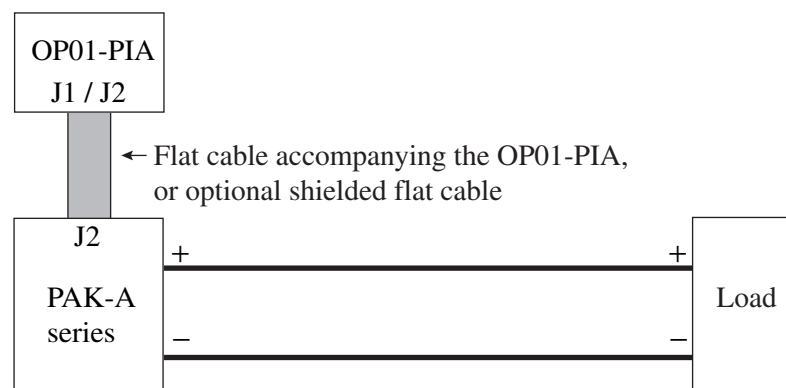 OP01-PIA
J1 / J2
Flat cable accompanying the OP01-PIA,
or optional shielded flat cable
J2
+ +
PAK-A
series
Load
− −